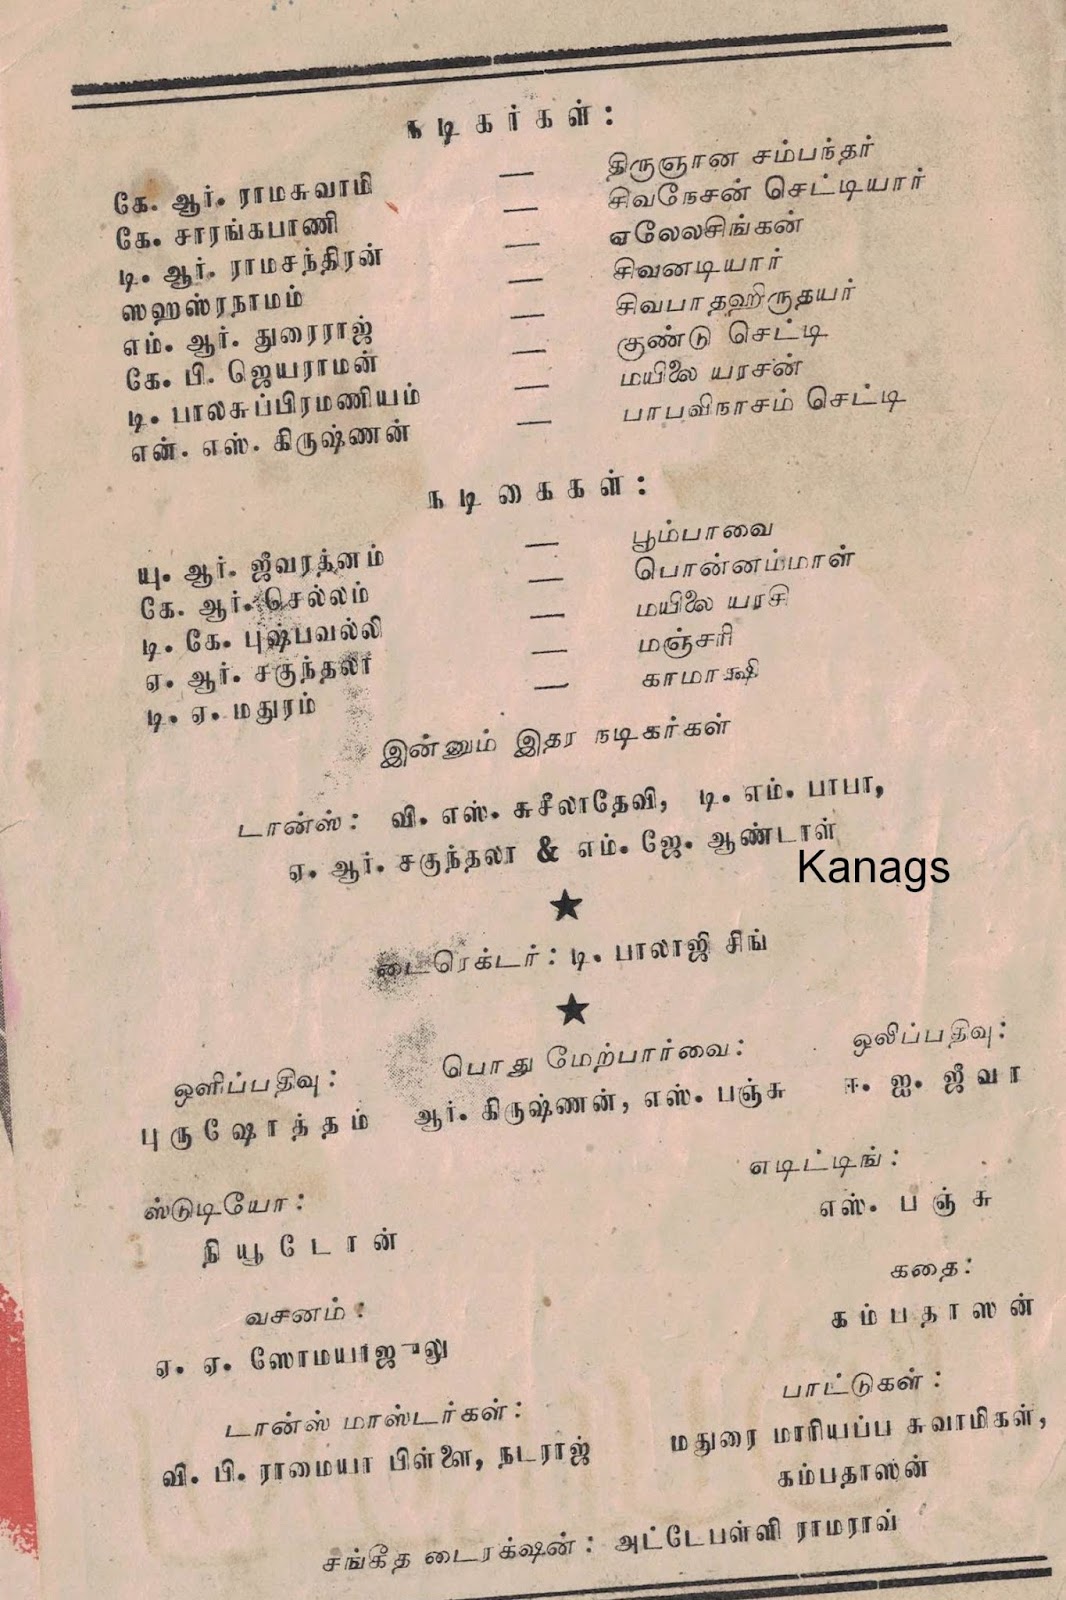 நடிகர்கள்:
கே. ஆர். ராமசுவாமி — திருஞான சம்பந்தர்
கே. சாரங்கபாணி — சிவநேசன் செட்டியார்
டி. ஆர். ராமசந்திரன் — ஏலேலசிங்கன்
ஸஹஸ்ரநாமம் — சிவனடியார்
எம். ஆர். துரைராஜ் — சிவபாதஹிருதயர்
கே. பி. ஜெயராமன் — குண்டு செட்டி
டி. பாலசுப்பிரமணியம் — மயிலை யரசன்
என். எஸ். கிருஷ்ணன் — பாபவிநாசம் செட்டி
நடிகைகள்:
யு. ஆர். ஜீவரத்னம் — பூம்பாவை
கே. ஆர். செல்லம் — பொன்னம்மாள்
டி. கே. புஷ்பவல்லி — மயிலை யரசி
ஏ. ஆர். சகுந்தலா — மஞ்சரி
டி. ஏ. மதுரம் — காமாக்ஷி
இன்னும் இதர நடிகர்கள்
டான்ஸ்: வி. எஸ். சுசீலாதேவி, டி. எம். பாபா,
ஏ. ஆர். சகுந்தலா & எம். ஜே. ஆண்டாள்
Kanags
டைரெக்டர்: டி. பாலாஜி சிங்
ஒளிப்பதிவு: பொது மேற்பார்வை: ஒலிப்பதிவு:
புருஷோத்தம் ஆர். கிருஷ்ணன், எஸ். பஞ்சு ஈ. ஐ. ஜீவா
ஸ்டுடியோ: எடிட்டிங்:
நியூடோன் எஸ். பஞ்சு
வசனம்: கதை:
ஏ. ஏ. ஸோமயாஜுலு கம்பதாஸன்
டான்ஸ் மாஸ்டர்கள்: பாட்டுகள்:
வி. பி. ராமையா பிள்ளை, நடராஜ் மதுரை மாரியப்ப சுவாமிகள்,
கம்பதாஸன்
சங்கீத டைரக்ஷன்: அட்டேபள்ளி ராமராவ்